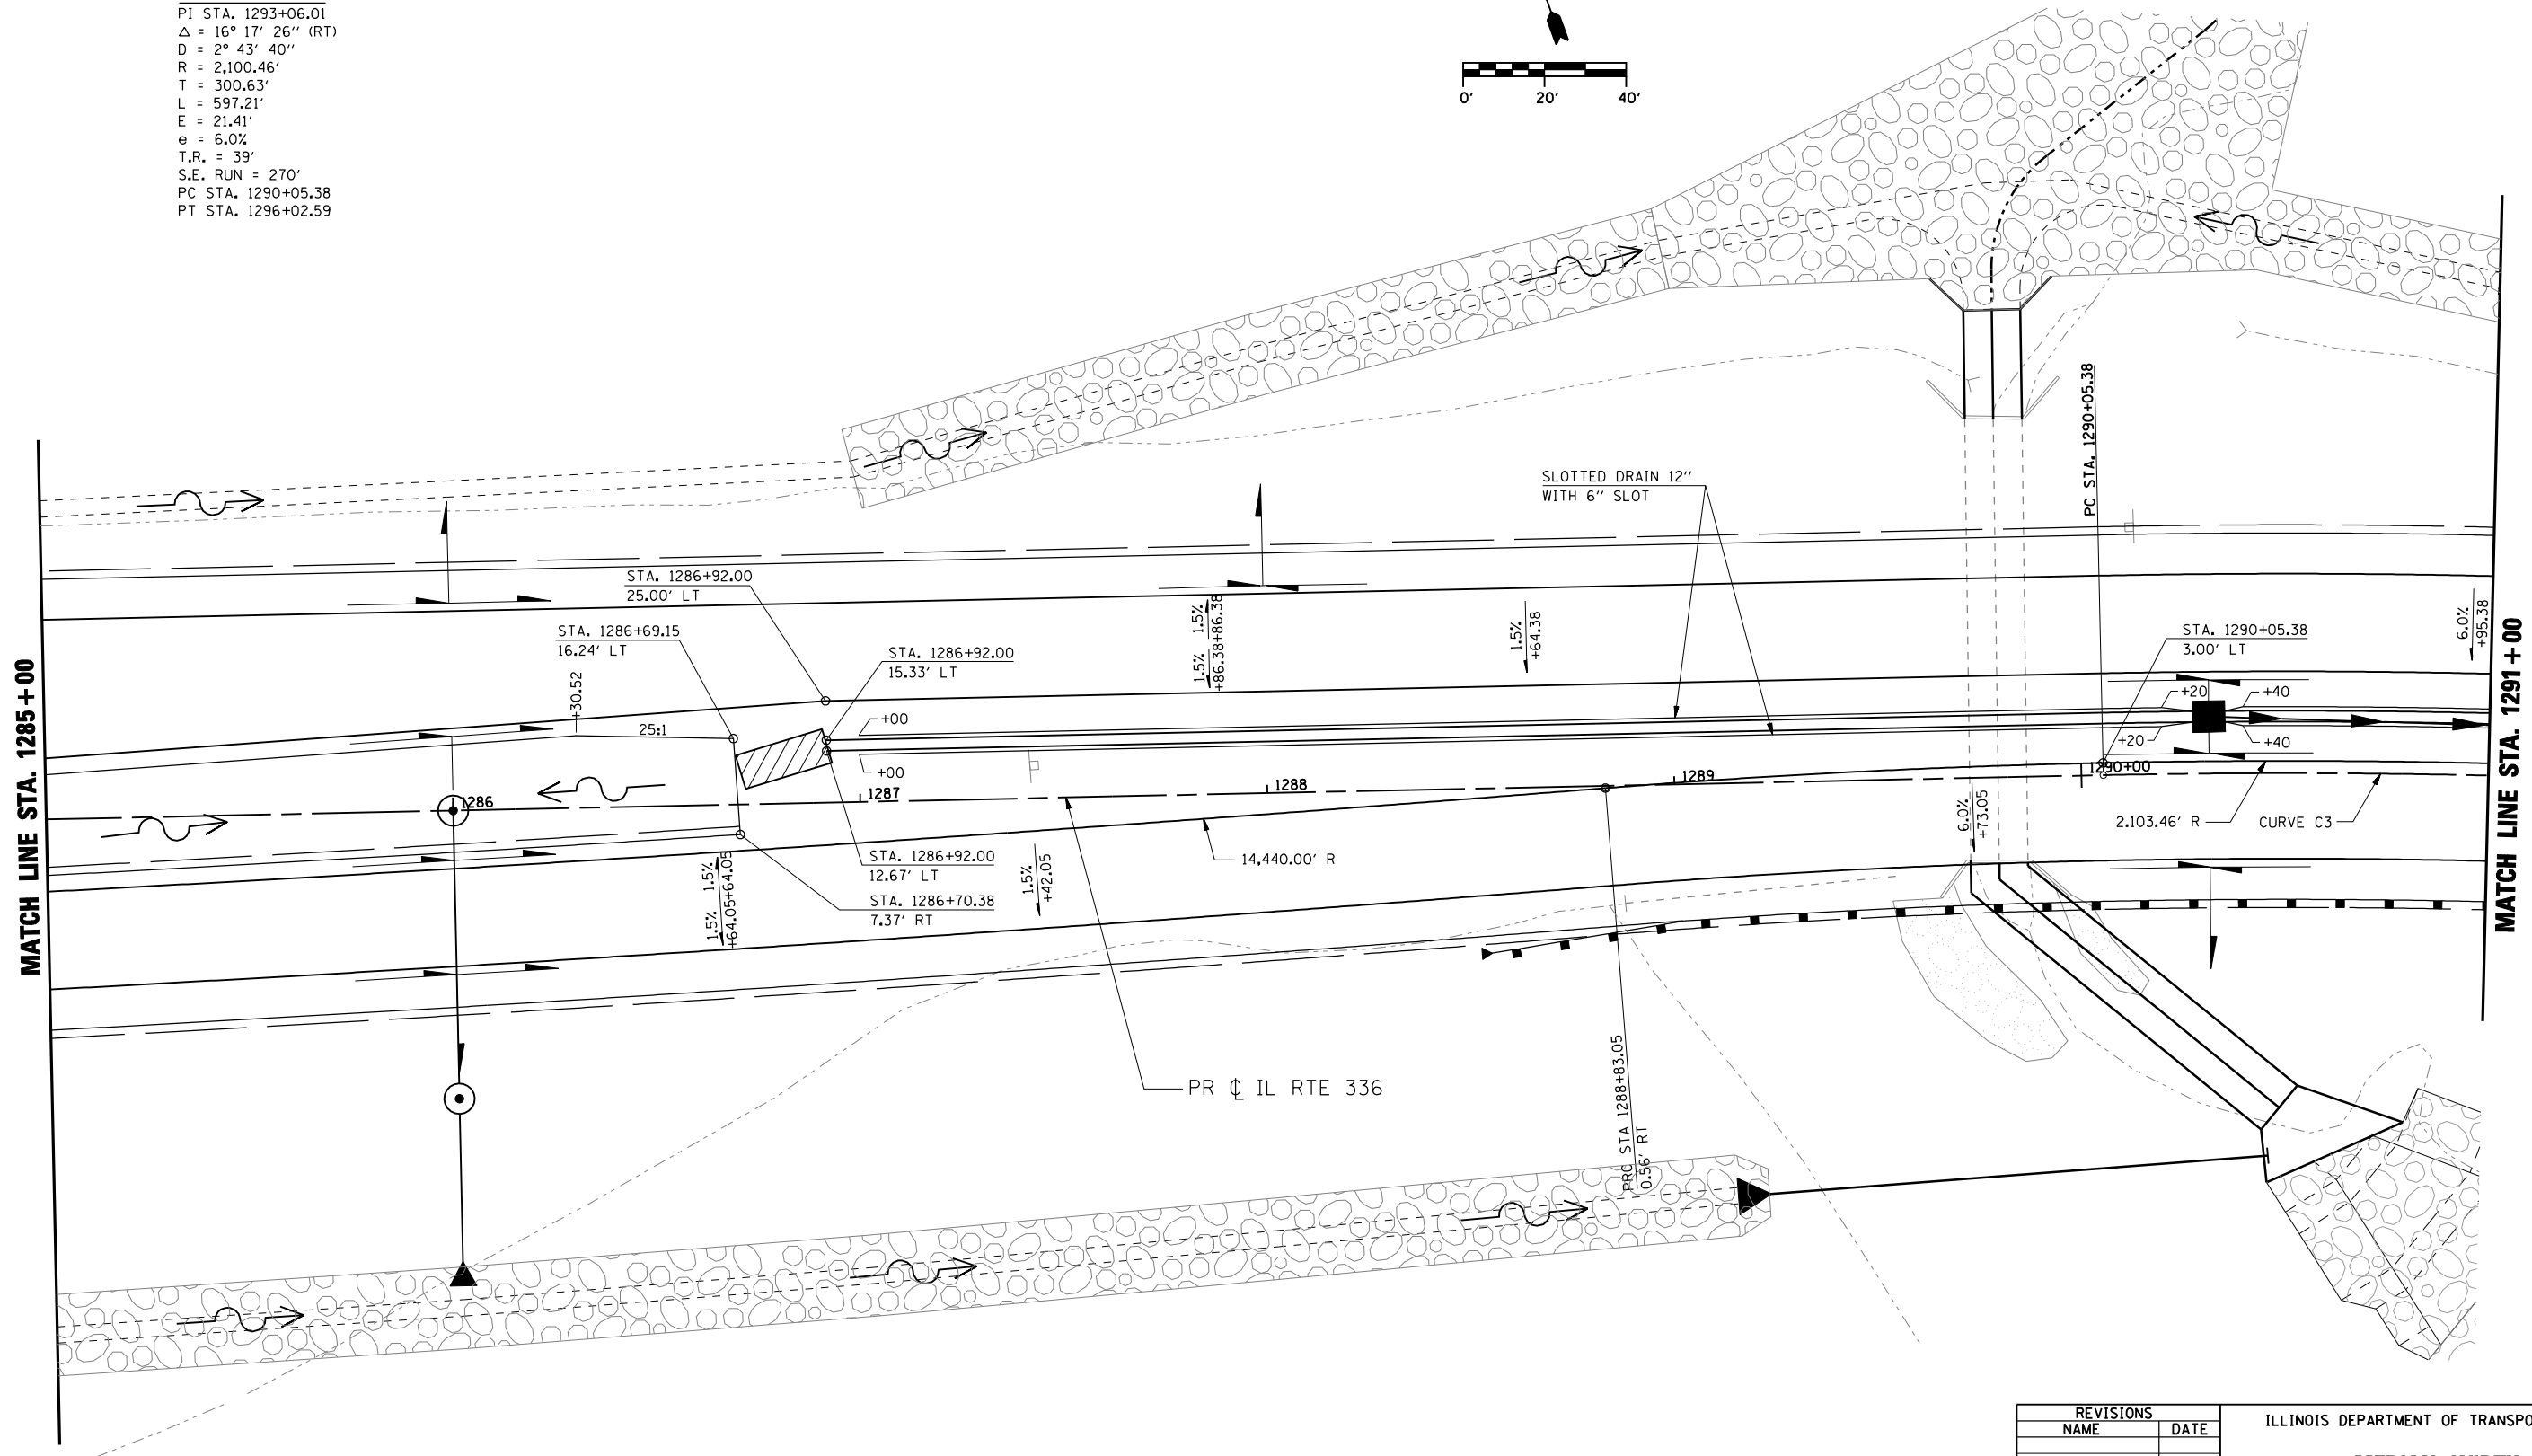 PI STA. 1293+06.01
Δ = 16° 17' 26" (RT)
D = 2° 43' 40"
R = 2,100.46'
T = 300.63'
L = 597.21'
E = 21.41'
e = 6.0%
T.R. = 39'
S.E. RUN = 270'
PC STA. 1290+05.38
PT STA. 1296+02.59
0' 20' 40'
MATCH LINE STA. 1285+00
MATCH LINE STA. 1291+00
SLOTTED DRAIN 12"
WITH 6" SLOT
PC STA. 1290+05.38
STA. 1286+92.00
25.00' LT
STA. 1286+69.15
16.24' LT
STA. 1286+92.00
15.33' LT
+30.52
25:1
1.5% 1.5%
+86.38+86.38
1.5%
+64.38
STA. 1290+05.38
3.00' LT
6.0%
+95.38
+00
+20
+40
+00
+20
+40
1286
1287
1288
1289
1290+00
2.103.46' R
CURVE C3
6.0%
+73.05
14,440.00' R
STA. 1286+92.00
12.67' LT
STA. 1286+70.38
7.37' RT
1.5% 1.5%
+64.05+64.05
1.5%
+42.05
PR ℄ IL RTE 336
PRC STA 1288+83.05
0.56' RT
REVISIONS
NAME DATE
ILLINOIS DEPARTMENT OF TRANSPO